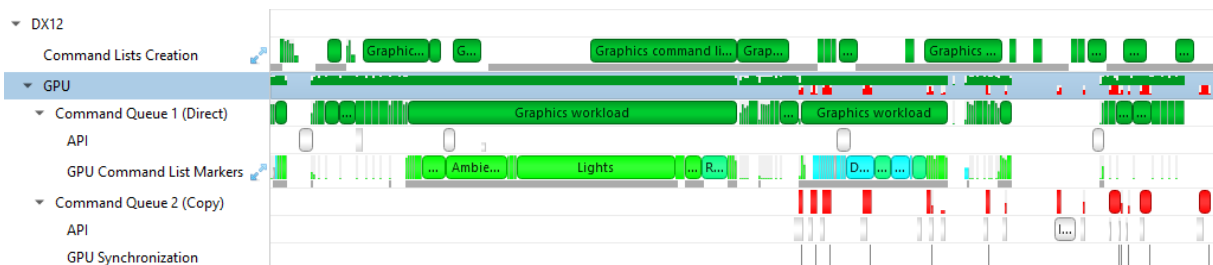 DX12
Command Lists Creation Graphic... G... Graphics command li... Grap... ... Graphics ... ... ... ...
GPU
Command Queue 1 (Direct) ... Graphics workload ... Graphics workload ... ...
API
GPU Command List Markers ... Ambie... Lights ... R... D... ... ...
Command Queue 2 (Copy)
API I...
GPU Synchronization